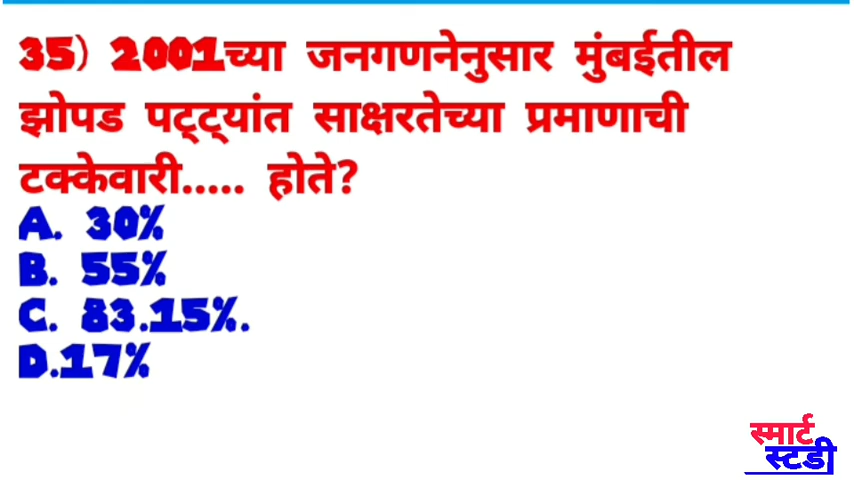 35) 2001च्या जनगणनेनुसार मुंबईतील
झोपड पट्ट्यांत साक्षरतेच्या प्रमाणाची
टक्केवारी..... होते?
A. 30%
B. 55%
C. 83.15%.
D.17%
स्मार्ट
स्टडी